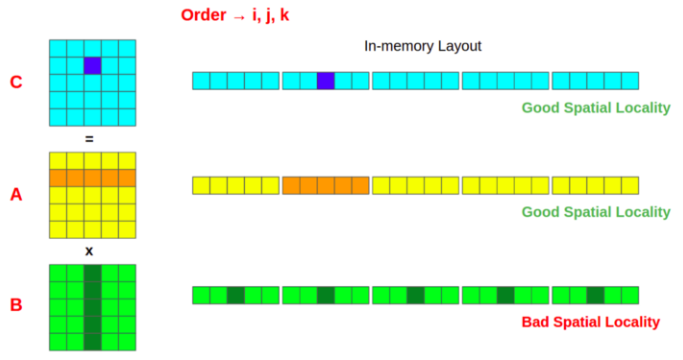 Order → i, j, k
In-memory Layout
C
Good Spatial Locality
=
A
Good Spatial Locality
x
B
Bad Spatial Locality